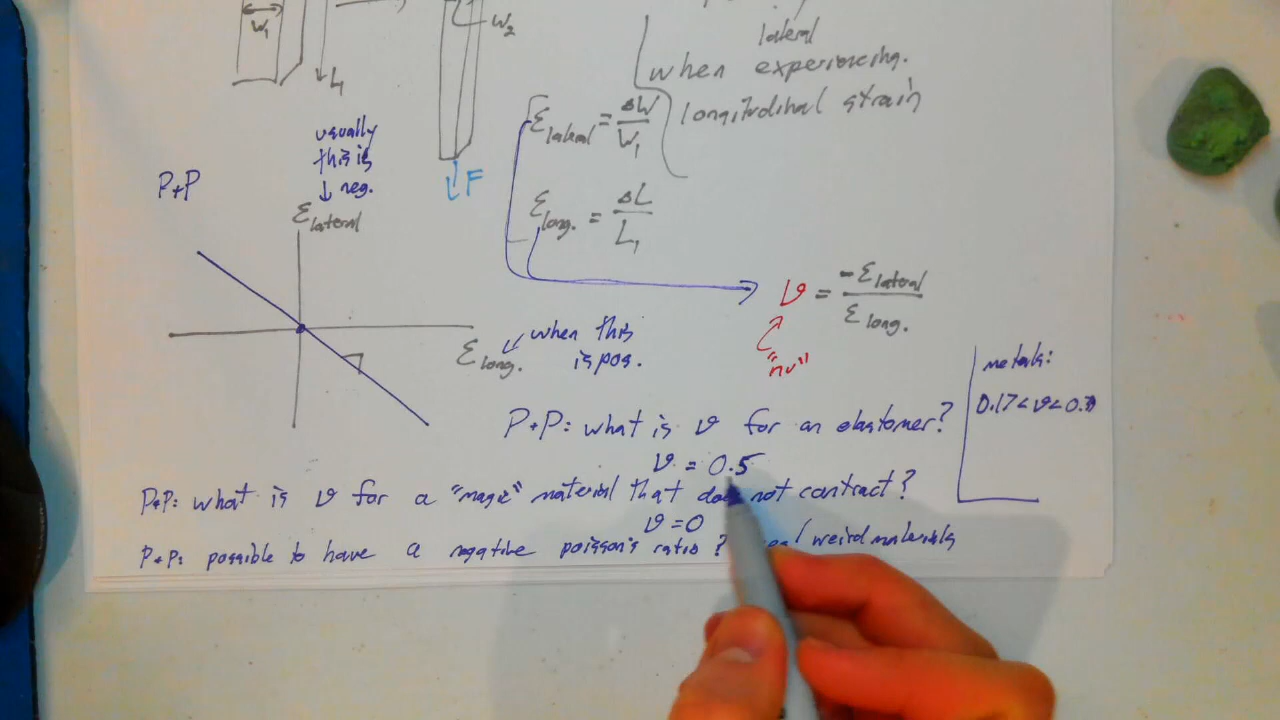 W₁
L₁
W₂
lateral
when experiencing.
longitudinal strain
usually
this is
↓ neg.
P+P
F
ε lateral = ΔW / W₁
ε long. = ΔL / L₁
ε lateral
ν = -ε lateral / ε long.
"nu"
ε long.
when this
is pos.
metals:
0.17 < ν < 0.
P+P: what is ν for an elastomer?
ν = 0.5
P+P: what is ν for a "magic" material that does not contract?
ν = 0
P+P: possible to have a negative poisson's ratio? weird materials